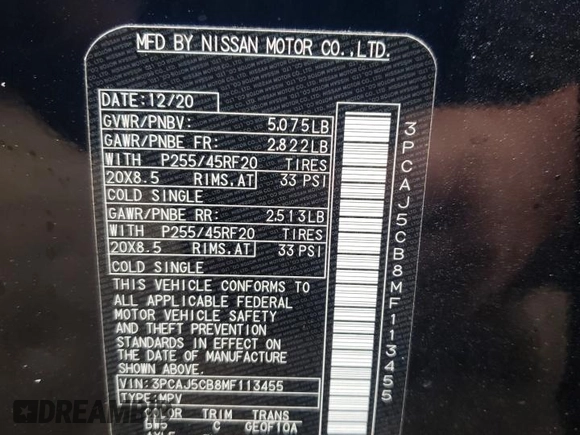 MFD BY NISSAN MOTOR CO.,LTD.
DATE:12/20
GVWR/PNBV: 5.075LB
GAWR/PNBE FR: 2.822LB
WITH P255/45RF20 TIRES
20X8.5 RIMS.AT 33 PSI
COLD SINGLE
GAWR/PNBE RR: 2.513LB
WITH P255/45RF20 TIRES
20X8.5 RIMS.AT 33 PSI
COLD SINGLE
THIS VEHICLE CONFORMS TO
ALL APPLICABLE FEDERAL
MOTOR VEHICLE SAFETY
AND THEFT PREVENTION
STANDARDS IN EFFECT ON
THE DATE OF MANUFACTURE
SHOWN ABOVE.
VIN: 3PCAJ5CB8MF113455
TYPE:MPV
COLOR TRIM TRANS
GW5 C GE0F10A
3PCAJ5CB8MF113455